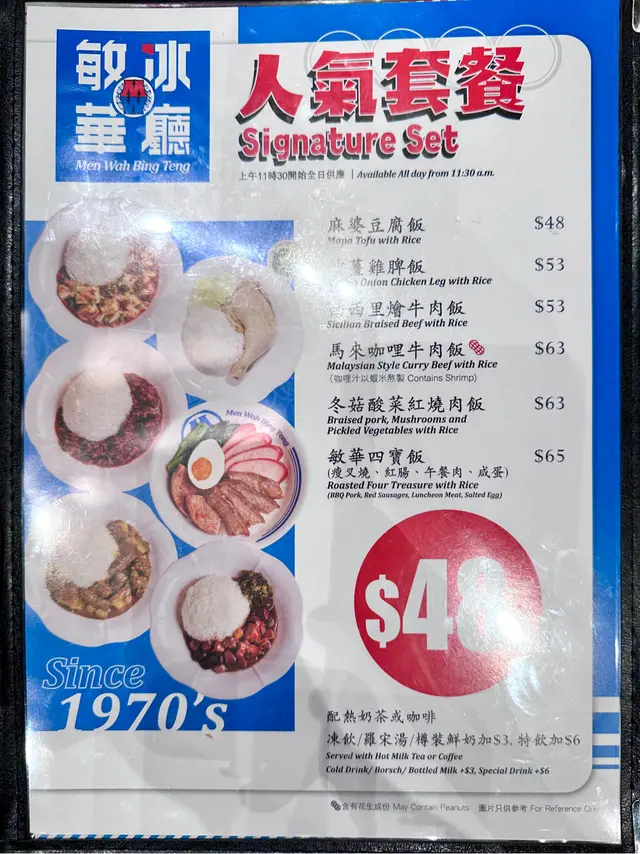 敏 冰
華 廳
MW
Men Wah Bing Teng
人氣套餐
Signature Set
上午11時30開始全日供應 | Available All day from 11:30 a.m.
麻婆豆腐飯 $48
Mapo Tofu with Rice
雞脾飯 $53
Onion Chicken Leg with Rice
西里燴牛肉飯 $53
Sicilian Braised Beef with Rice
馬來咖哩牛肉飯 $63
Malaysian Style Curry Beef with Rice
(咖哩汁以蝦米熬製 Contains Shrimp)
冬菇酸菜紅燒肉飯 $63
Braised pork, Mushrooms and
Pickled Vegetables with Rice
敏華四寶飯 $65
(瘦叉燒、紅腸、午餐肉、咸蛋)
Roasted Four Treasure with Rice
(BBQ Pork, Red Sausages, Luncheon Meat, Salted Egg)
Men Wah Bing Teng
$48
Since
1970's
配熱奶茶或咖啡
凍飲/羅宋湯/樽裝鮮奶加$3, 特飲加$6
Served with Hot Milk Tea or Coffee
Cold Drink/ Borsch/ Bottled Milk +$3, Special Drink +$6
含有花生成份 May Contain Peanuts 圖片只供參考 For Reference Only